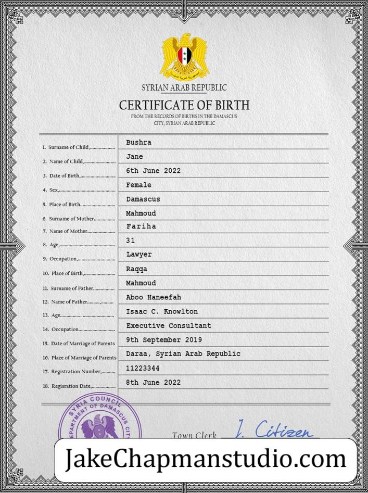 SYRIAN ARAB REPUBLIC
CERTIFICATE OF BIRTH
FROM THE RECORDS OF BIRTHS IN THE DAMASCUS
CITY, SYRIAN ARAB REPUBLIC
1. Surname of Child Bushra
2. Name of Child Jane
3. Date of Birth 6th June 2022
4. Sex Female
5. Place of Birth Damascus
6. Surname of Mother Mahmoud
7. Name of Mother Fariha
8. Age 31
9. Occupation Lawyer
10. Place of Birth Raqqa
11. Surname of Father Mahmoud
12. Name of Father Aboo Haneefah
13. Age Isaac C. Knowlton
14. Occupation Executive Consultant
15. Date of Marriage of Parents 9th September 2019
16. Place of Marriage of Parents Daraa, Syrian Arab Republic
17. Registration Number 11223344
18. Regisration Date 8th June 2022
SYRIA COUNCIL
DEPARTMENT OF DAMASCUS CITY
Town Clerk J. Citizen
JakeChapmanstudio.com